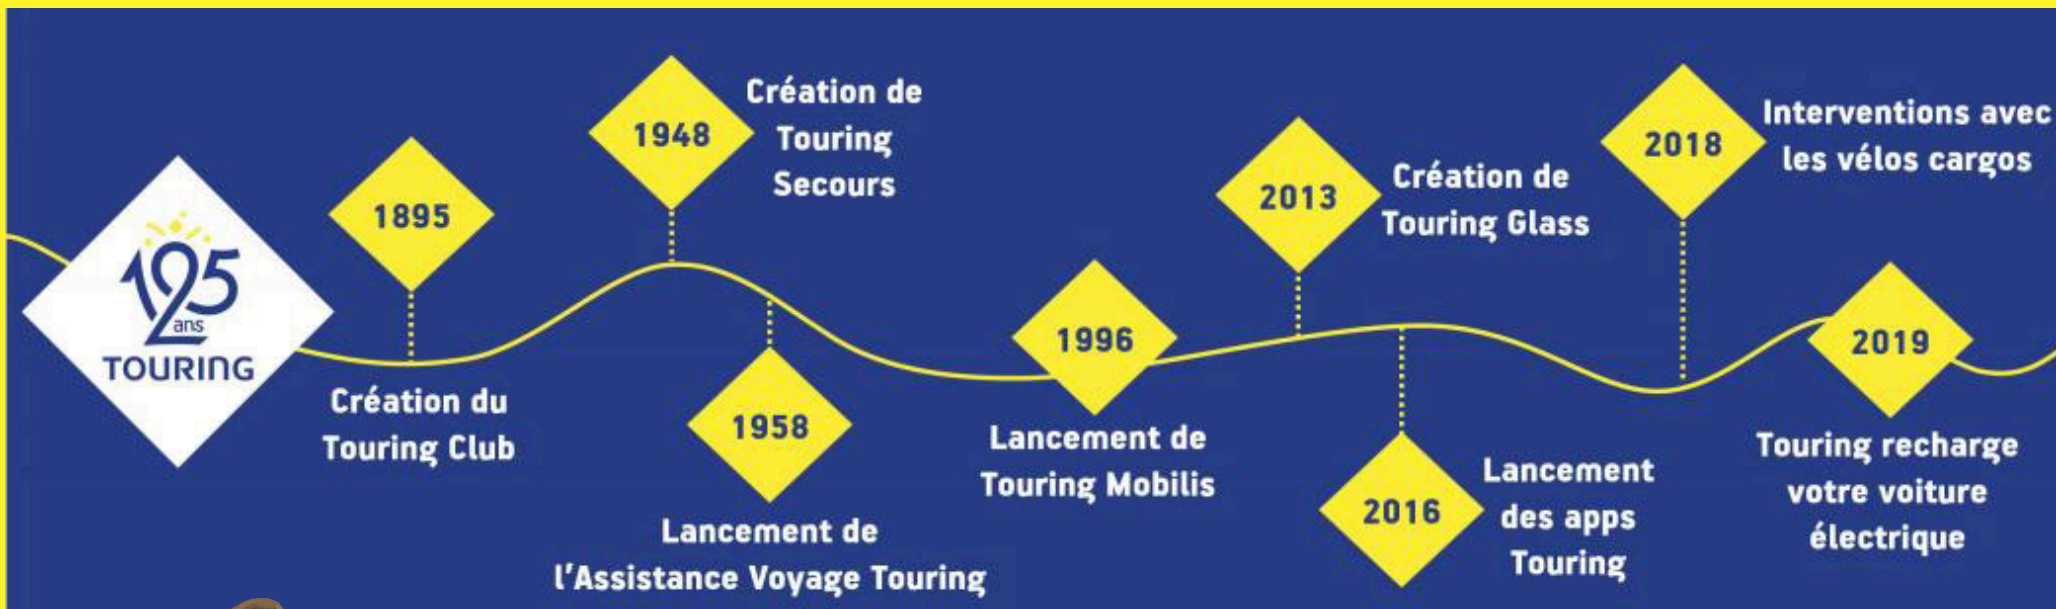 125
ans
TOURING
1895
Création du
Touring Club
1948
Création de
Touring
Secours
1958
Lancement de
l'Assistance Voyage Touring
1996
Lancement de
Touring Mobilis
2013
Création de
Touring Glass
2016
Lancement
des apps
Touring
2018
Interventions avec
les vélos cargos
2019
Touring recharge
votre voiture
électrique